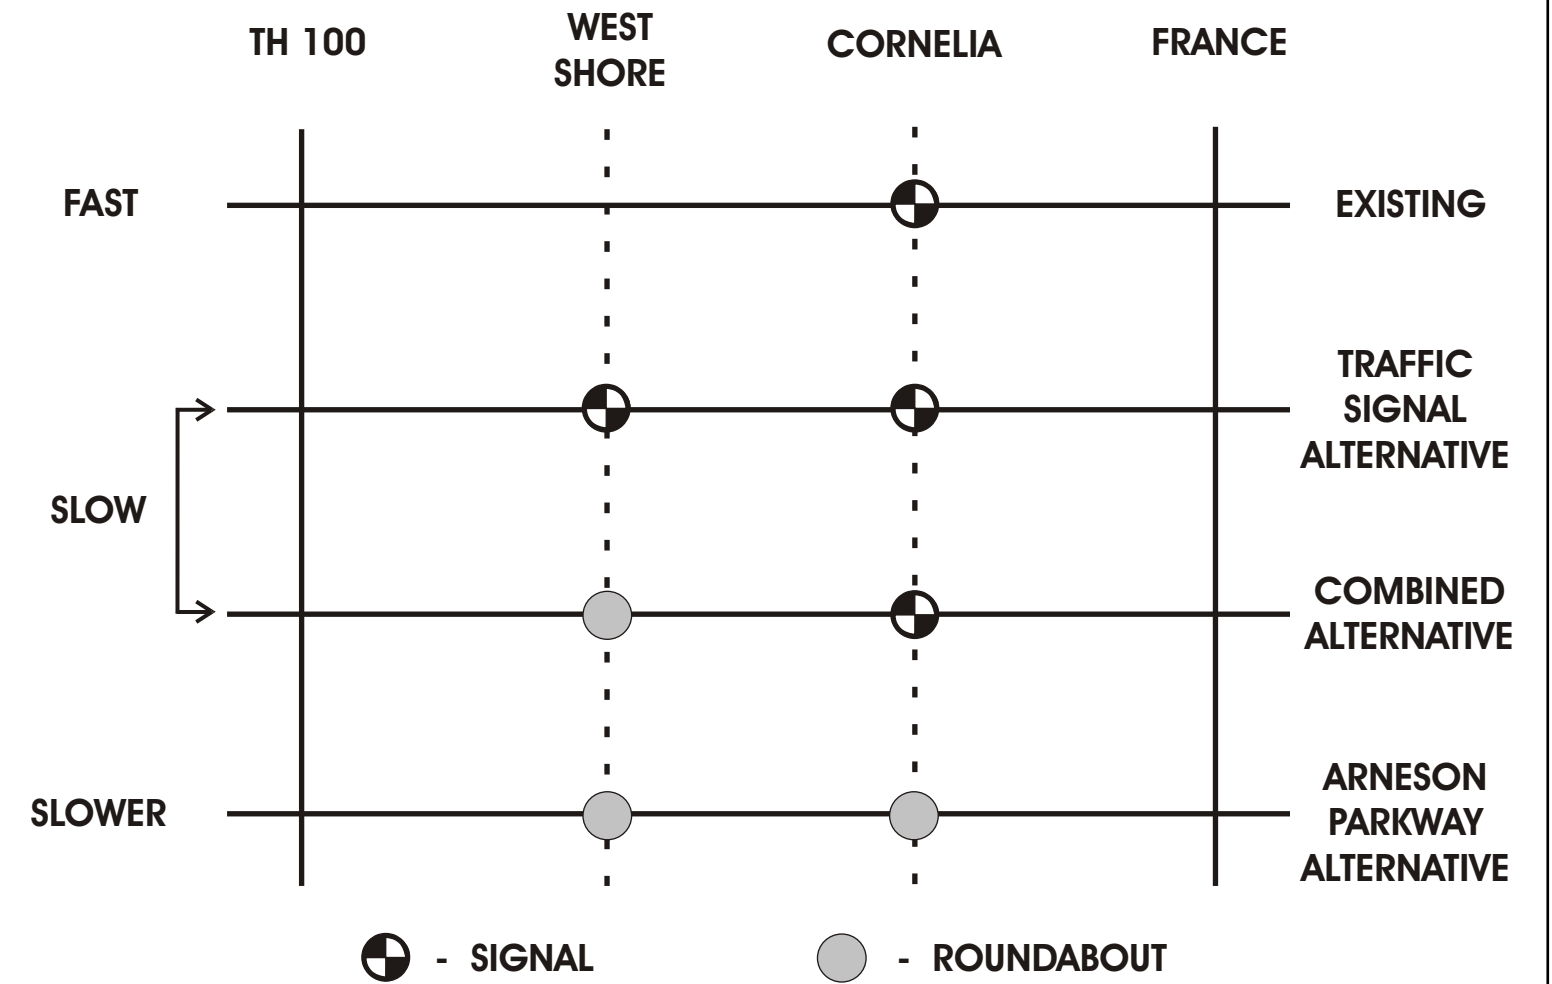 TH 100
WEST
SHORE
CORNELIA
FRANCE
FAST
EXISTING
TRAFFIC
SIGNAL
ALTERNATIVE
SLOW
COMBINED
ALTERNATIVE
SLOWER
ARNESON
PARKWAY
ALTERNATIVE
- SIGNAL
- ROUNDABOUT